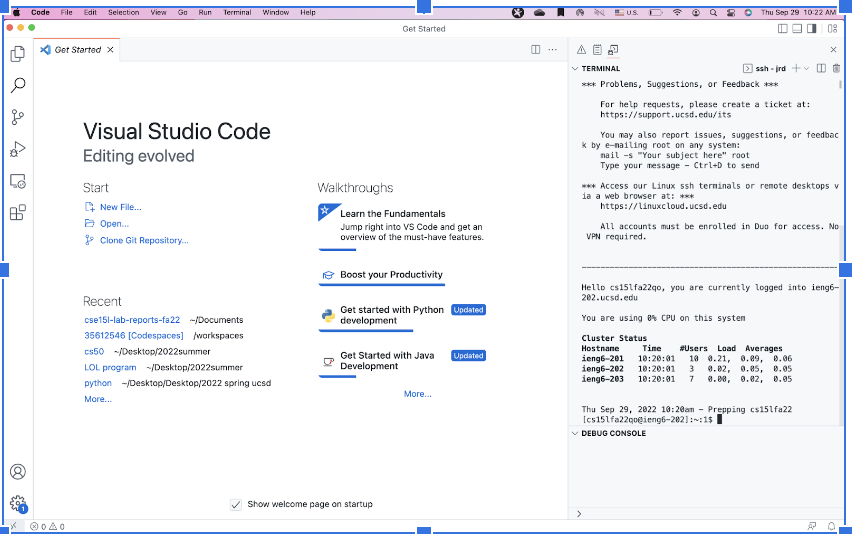 Code File Edit Selection View Go Run Terminal Window Help U.S. Thu Sep 29 10:22 AM
Get Started
Get Started
Visual Studio Code
Editing evolved
Start
New File...
Open...
Clone Git Repository...
Recent
cse15l-lab-reports-fa22 ~/Documents
35612546 [Codespaces] /workspaces
cs50 ~/Desktop/2022summer
LOL program ~/Desktop/2022summer
python ~/Desktop/Desktop/2022 spring ucsd
More...
Walkthroughs
Learn the Fundamentals
Jump right into VS Code and get an
overview of the must-have features.
Boost your Productivity
Get started with Python Updated
development
Get Started with Java Updated
Development
More...
Show welcome page on startup
TERMINAL ssh - jrd
*** Problems, Suggestions, or Feedback ***
For help requests, please create a ticket at:
https://support.ucsd.edu/its
You may also report issues, suggestions, or feedbac
k by e-mailing root on any system:
mail -s "Your subject here" root
Type your message - Ctrl+D to send
*** Access our Linux ssh terminals or remote desktops v
ia a web browser at: ***
https://linuxcloud.ucsd.edu
All accounts must be enrolled in Duo for access. No
VPN required.
Hello cs15lfa22qo, you are currently logged into ieng6-
202.ucsd.edu
You are using 0% CPU on this system
Cluster Status
Hostname Time #Users Load Averages
ieng6-201 10:20:01 10 0.21, 0.09, 0.06
ieng6-202 10:20:01 3 0.02, 0.05, 0.05
ieng6-203 10:20:01 7 0.00, 0.02, 0.05
Thu Sep 29, 2022 10:20am - Prepping cs15lfa22
[cs15lfa22qo@ieng6-202]:~:1$
DEBUG CONSOLE
1
0 0